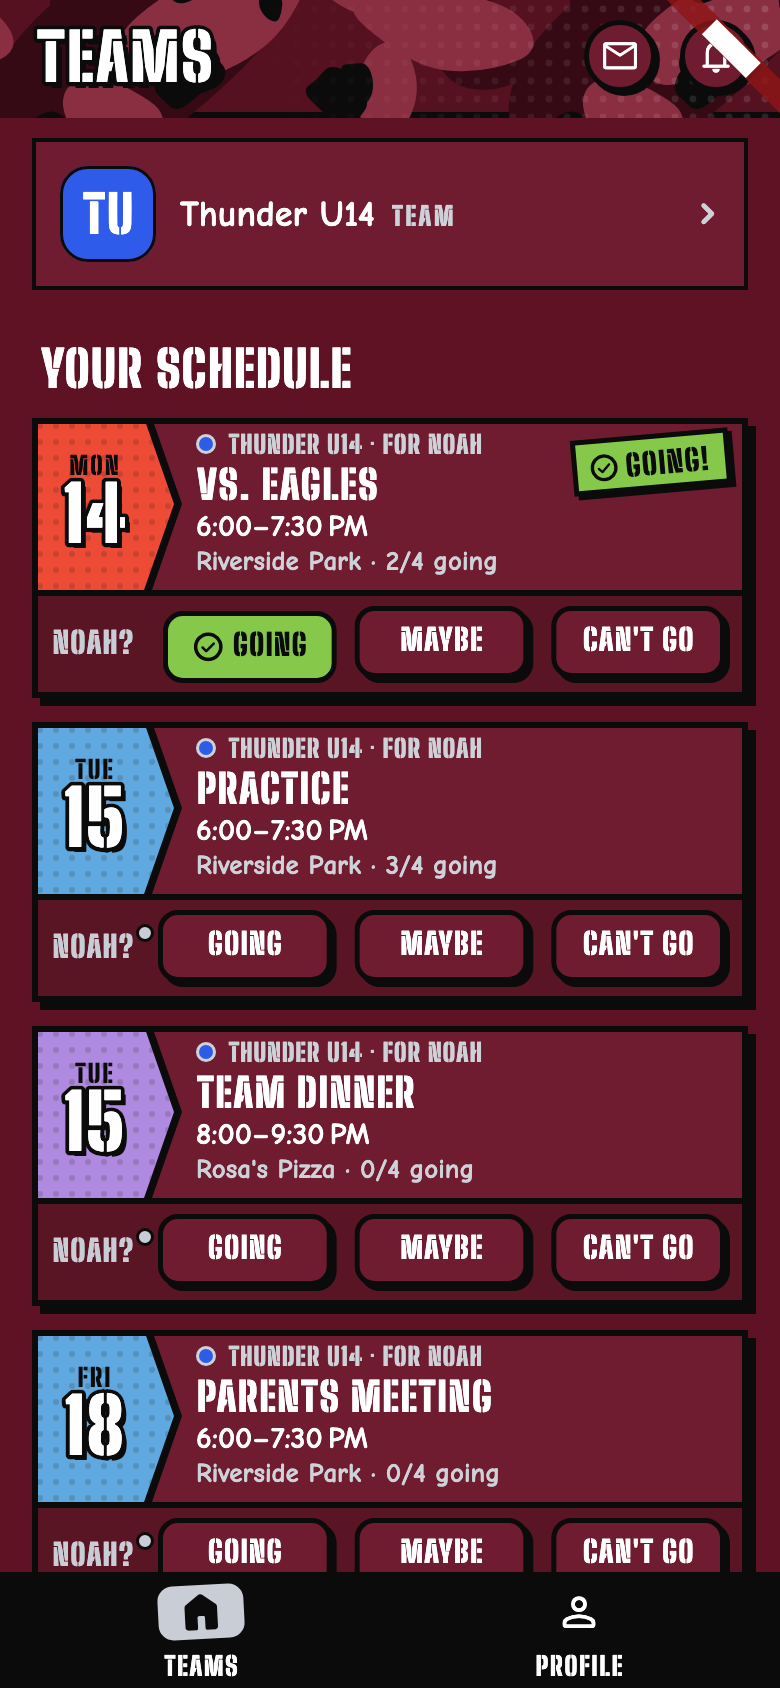 TEAMS
TU
Thunder U14 TEAM
YOUR SCHEDULE
MON
14
THUNDER U14 · FOR NOAH
VS. EAGLES
6:00–7:30 PM
Riverside Park · 2/4 going
GOING!
NOAH?
GOING
MAYBE
CAN'T GO
TUE
15
THUNDER U14 · FOR NOAH
PRACTICE
6:00–7:30 PM
Riverside Park · 3/4 going
NOAH?
GOING
MAYBE
CAN'T GO
TUE
15
THUNDER U14 · FOR NOAH
TEAM DINNER
8:00–9:30 PM
Rosa's Pizza · 0/4 going
NOAH?
GOING
MAYBE
CAN'T GO
FRI
18
THUNDER U14 · FOR NOAH
PARENTS MEETING
6:00–7:30 PM
Riverside Park · 0/4 going
NOAH?
GOING
MAYBE
CAN'T GO
TEAMS
PROFILE